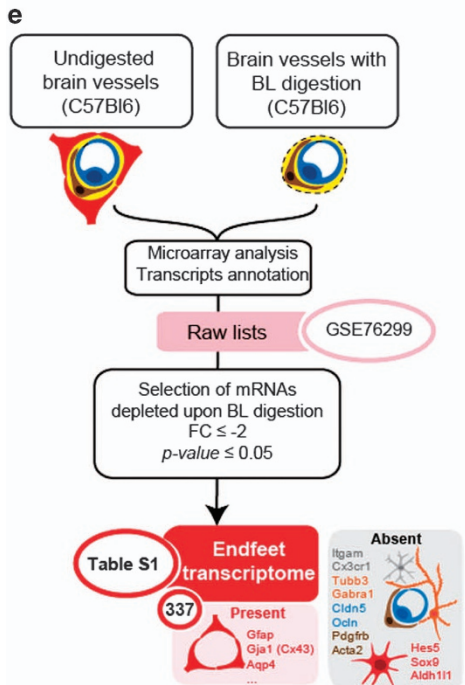 e
Undigested
brain vessels
(C57Bl6)
Brain vessels with
BL digestion
(C57Bl6)
Microarray analysis
Transcripts annotation
Raw lists
GSE76299
Selection of mRNAs
depleted upon BL digestion
FC ≤ -2
p-value ≤ 0.05
Table S1
Endfeet
transcriptome
337
Present
Gfap
Gja1 (Cx43)
Aqp4
...
Absent
Itgam
Cx3cr1
Tubb3
Gabra1
Cldn5
Ocln
Pdgfrb
Acta2
Hes5
Sox9
Aldh1l1